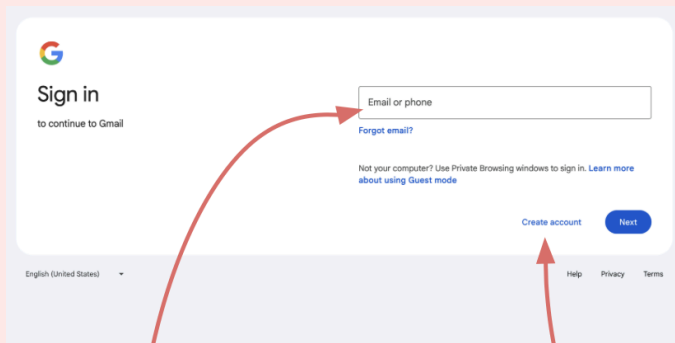 Sign in
to continue to Gmail
Email or phone
Forgot email?
Not your computer? Use Private Browsing windows to sign in. Learn more
about using Guest mode
Create account
Next
English (United States)
Help
Privacy
Terms